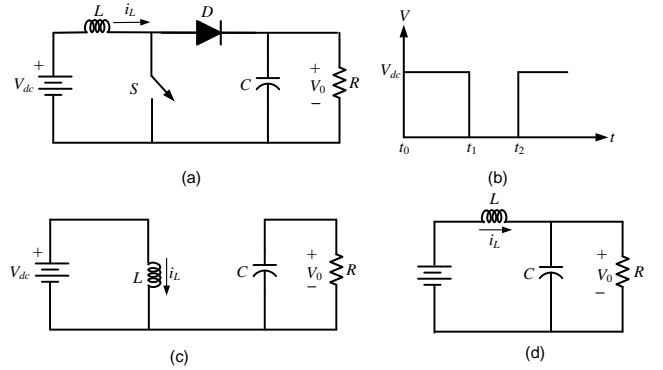 L i_L D
+ V_dc S C + V_0 − R
(a)
V
V_dc
t_0 t_1 t_2 t
(b)
+ V_dc L i_L C + V_0 − R
(c)
L
i_L
C + V_0 − R
(d)